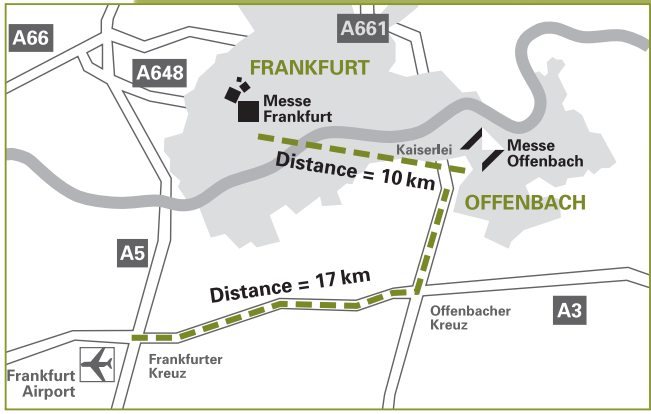 A66
A661
A648
FRANKFURT
Messe
Frankfurt
Kaiserlei
Messe
Offenbach
Distance = 10 km
OFFENBACH
A5
Distance = 17 km
Offenbacher
Kreuz
A3
Frankfurter
Kreuz
Frankfurt
Airport